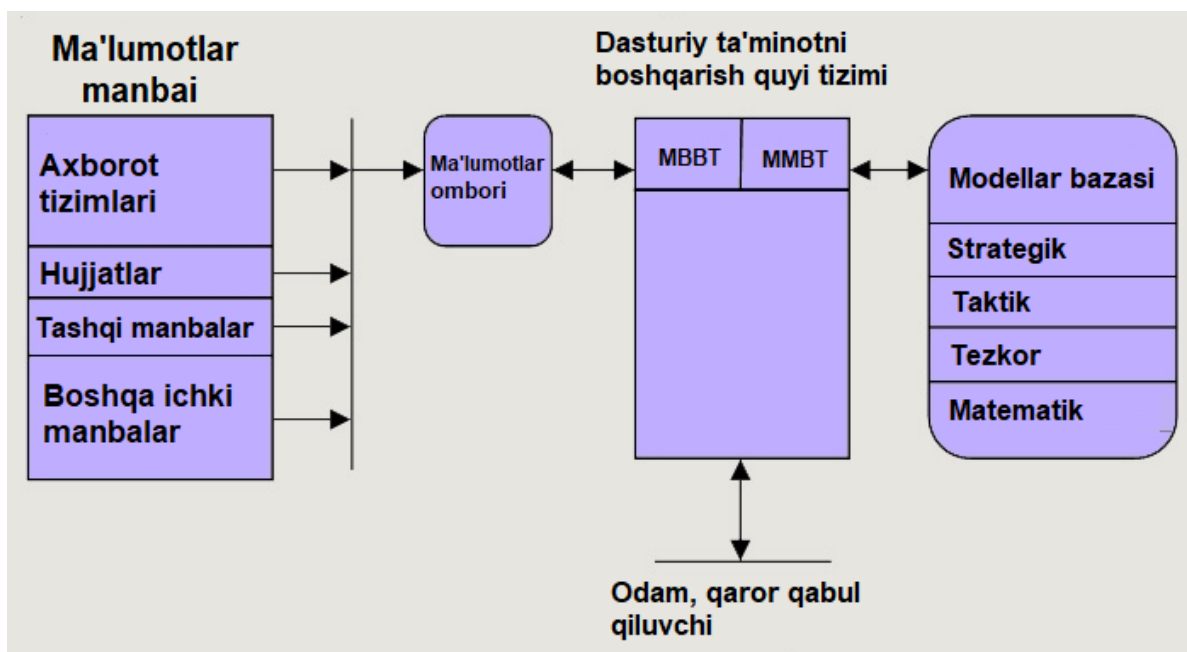 Ma'lumotlar
manbai
Axborot
tizimlari
Hujjatlar
Tashqi manbalar
Boshqa ichki
manbalar
Ma'lumotlar
ombori
Dasturiy ta'minotni
boshqarish quyi tizimi
MBBT
MMBT
Modellar bazasi
Strategik
Taktik
Tezkor
Matematik
Odam, qaror qabul
qiluvchi